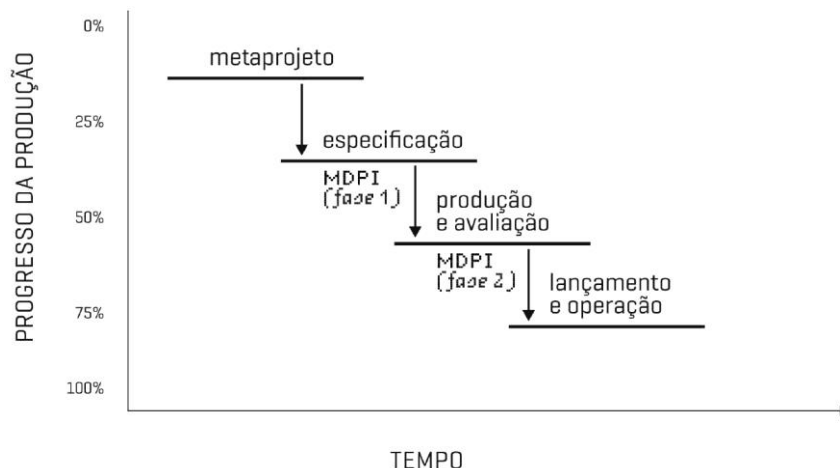 0%
metaprojeto
25%
especificação
MDPI
(fase 1)
50%
produção
e avaliação
MDPI
(fase 2)
lançamento
e operação
75%
100%
PROGRESSO DA PRODUÇÃO
TEMPO